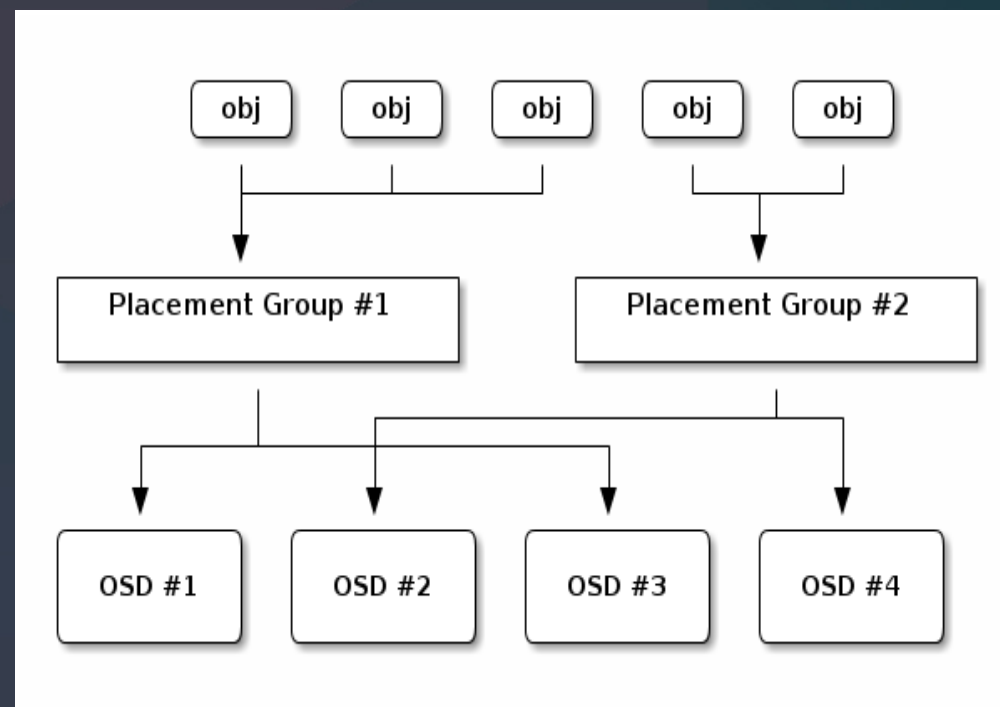 obj
obj
obj
obj
obj
Placement Group #1
Placement Group #2
OSD #1
OSD #2
OSD #3
OSD #4